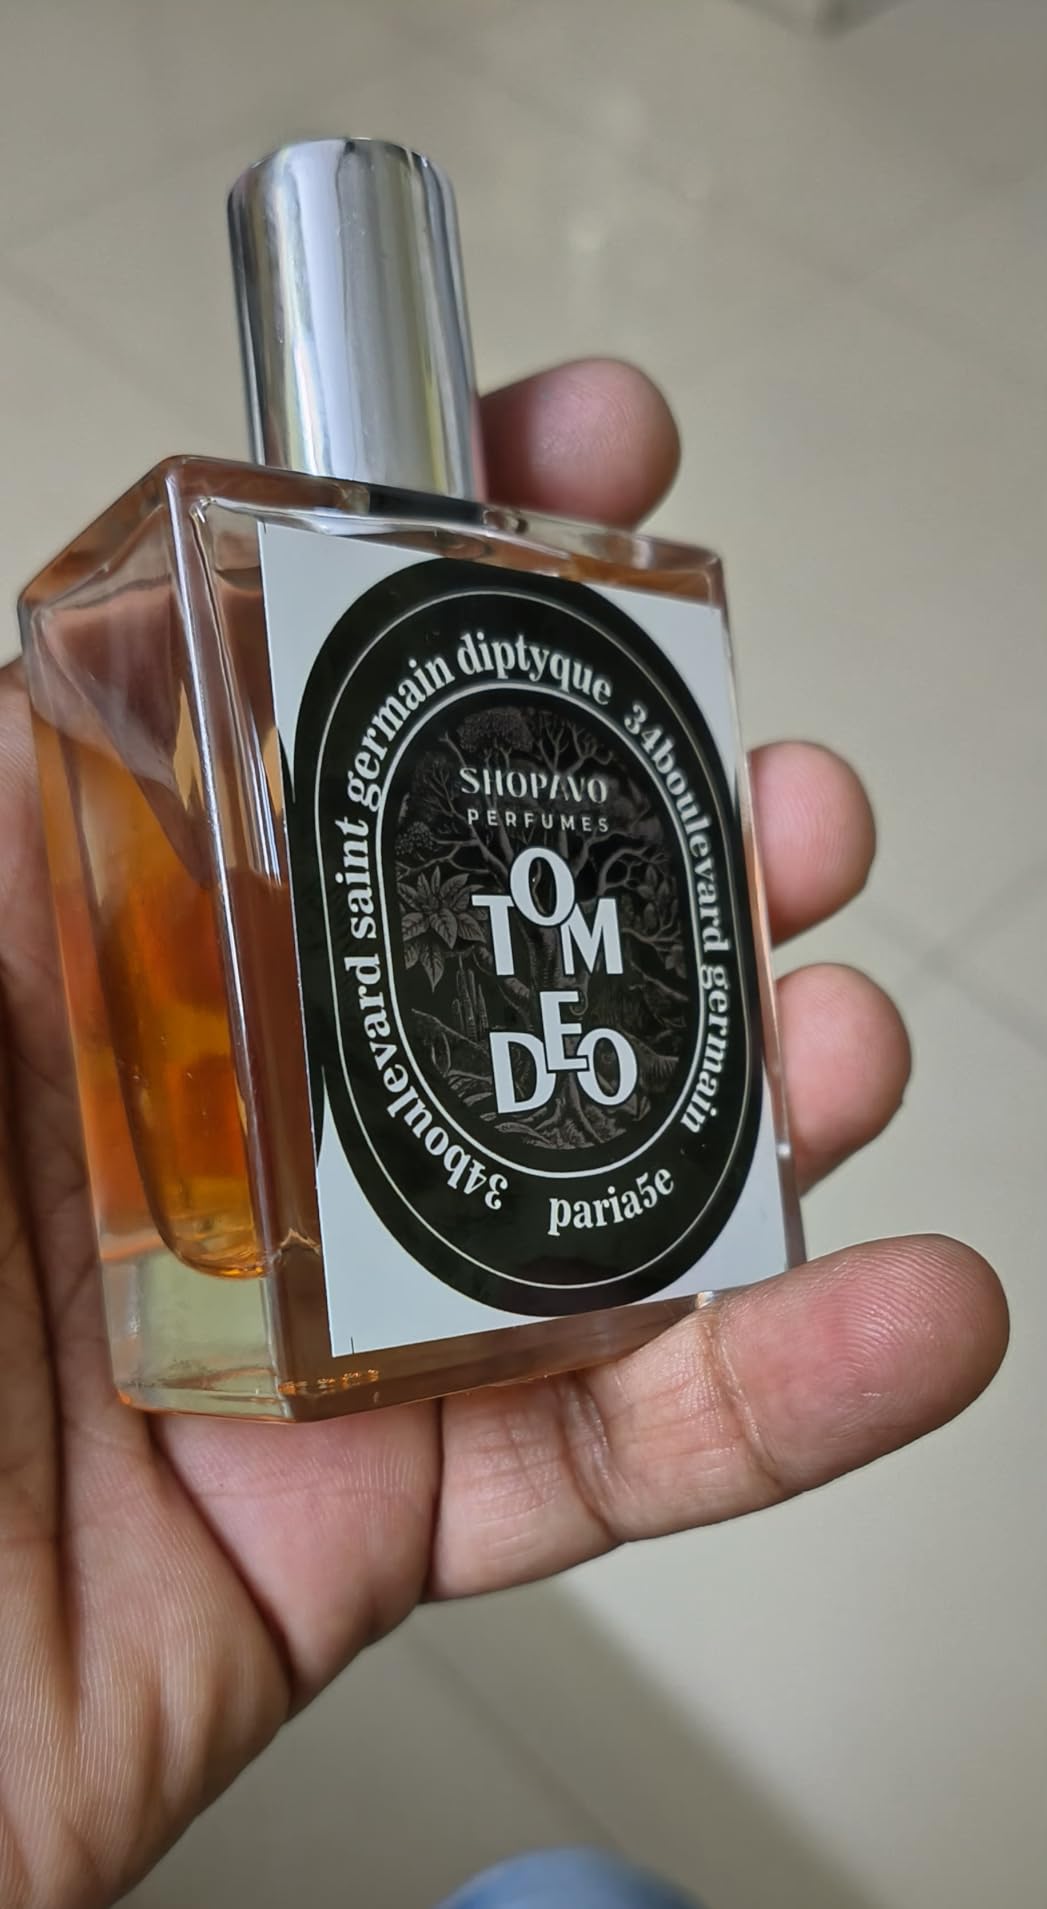 34boulevard saint germain diptyque 34boulevard germain
paria5e
SHOPAVO
PERFUMES
TOM
DEO